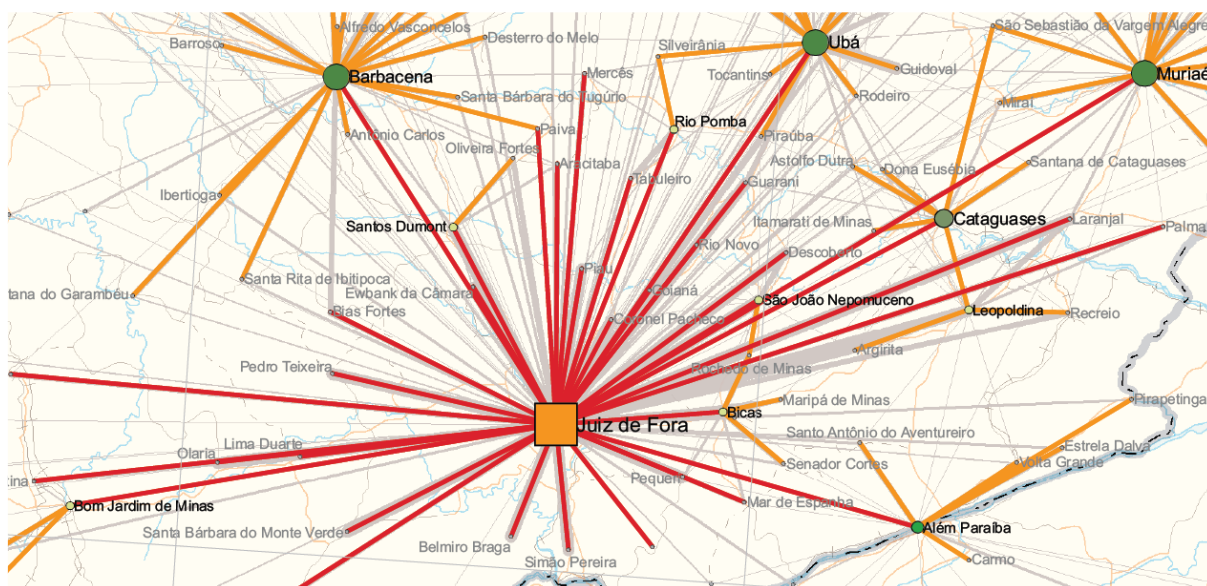 São Sebastião da Vargem Alegre
Alfredo Vasconcelos
Desterro do Melo
Barroso
Silveirânia
Ubá
Guidoval
Barbacena
Mercês
Tocantins
Muriaé
Santa Bárbara do Tugúrio
Rodeiro
Miraí
Rio Pomba
Paiva
Antônio Carlos
Piraúba
Oliveira Fortes
Aracitaba
Astolfo Dutra
Dona Eusébia
Santana de Cataguases
Tabuleiro
Guarani
Ibertioga
Cataguases
Laranjal
Santos Dumont
Itamarati de Minas
Palma
Rio Novo
Descoberto
Piau
Santa Rita de Ibitipoca
Ewbank da Câmara
Goianá
tana do Garambéu
São João Nepomuceno
Bias Fortes
Coronel Pacheco
Leopoldina
Recreio
Argirita
Pedro Teixeira
Rochedo de Minas
Maripá de Minas
Pirapetinga
Bicas
Juiz de Fora
Santo Antônio do Aventureiro
Lima Duarte
Estrela Dalva
Olaria
Senador Cortes
Volta Grande
tina
Pequeri
Bom Jardim de Minas
Mar de Espanha
Santa Bárbara do Monte Verde
Além Paraíba
Belmiro Braga
Simão Pereira
Carmo